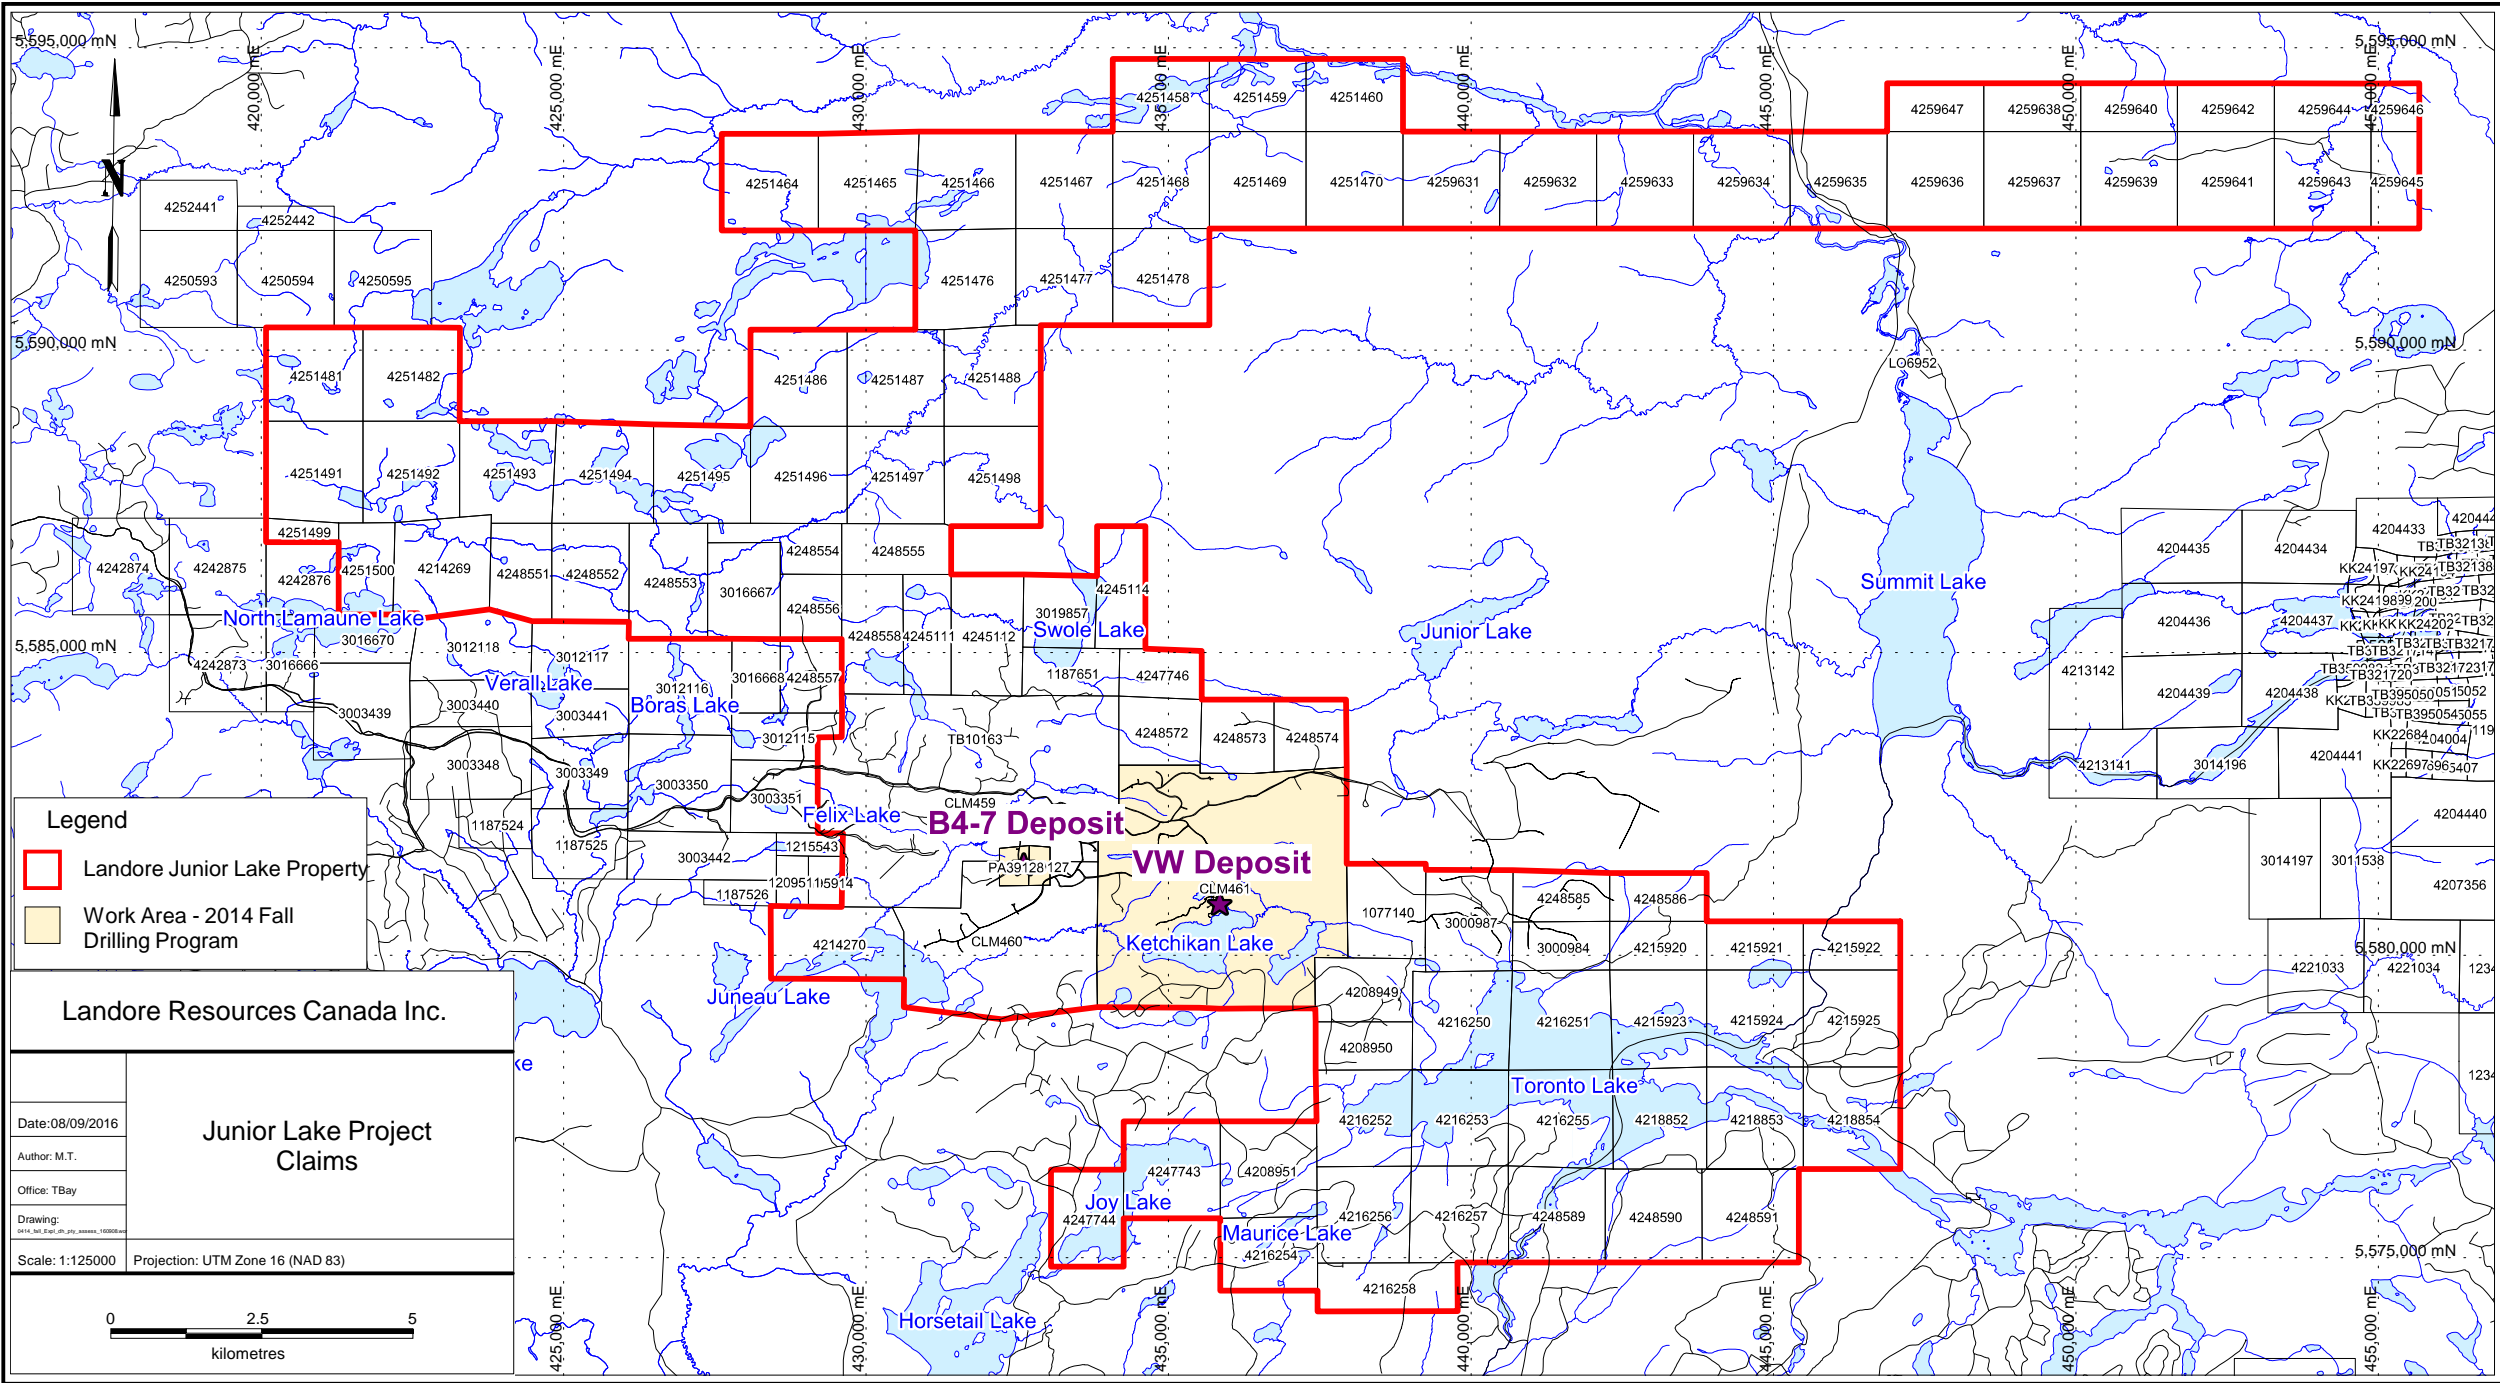 5,595,000 mN
5,595,000 mN
420,000 mE
425,000 mE
430,000 mE
435,000 mE
440,000 mE
445,000 mE
450,000 mE
455,000 mE
N
4251458
4251459
4251460
4259647
4259638
4259640
4259642
4259644
4259646
4251464
4251465
4251466
4251467
4251468
4251469
4251470
4259631
4259632
4259633
4259634
4259635
4259636
4259637
4259639
4259641
4259643
4259645
4252441
4252442
4250593
4250594
4250595
4251476
4251477
4251478
5,590,000 mN
5,590,000 mN
LO6952
4251481
4251482
4251486
4251487
4251488
4251491
4251492
4251493
4251494
4251495
4251496
4251497
4251498
4251499
4204433
4204435
4204434
4242874
4242875
4242876
4251500
4214269
4248551
4248552
4248553
4248554
4248555
3016667
4248556
4245114
Summit Lake
3019857
Swole Lake
Junior Lake
North Lamaune Lake
3016670
4248558
4245111
4245112
4204436
4204437
5,585,000 mN
3012118
3012117
4242873
3016666
3016668
4248557
1187651
4247746
4213142
4204439
4204438
Verall Lake
3012116
Boras Lake
3003439
3003440
3003441
3012115
TB10163
4248572
4248573
4248574
KK22684
3003348
3003349
3003350
3003351
4213141
3014196
4204441
KK22697
CLM459
Felix Lake
B4-7 Deposit
4204440
1187524
1187525
3003442
1215543
VW Deposit
3014197
3011538
4207356
PA39128
1187526
1209511
CLM461
1077140
3000987
4248585
4248586
4214270
CLM460
Ketchikan Lake
3000984
4215920
4215921
4215922
5,580,000 mN
4221033
4221034
Juneau Lake
4208949
4216250
4216251
4215923
4215924
4215925
4208950
Toronto Lake
4216252
4216253
4216255
4218852
4218853
4218854
4247743
4208951
Joy Lake
4247744
4216256
4216257
4248589
4248590
4248591
Maurice Lake
4216254
5,575,000 mN
4216258
Horsetail Lake
425,000 mE
430,000 mE
435,000 mE
440,000 mE
445,000 mE
450,000 mE
455,000 mE
Legend
Landore Junior Lake Property
Work Area - 2014 Fall
Drilling Program
Landore Resources Canada Inc.
Date:08/09/2016
Author: M.T.
Office: TBay
Drawing:
Junior Lake Project
Claims
Scale: 1:125000
Projection: UTM Zone 16 (NAD 83)
0 2.5 5
kilometres